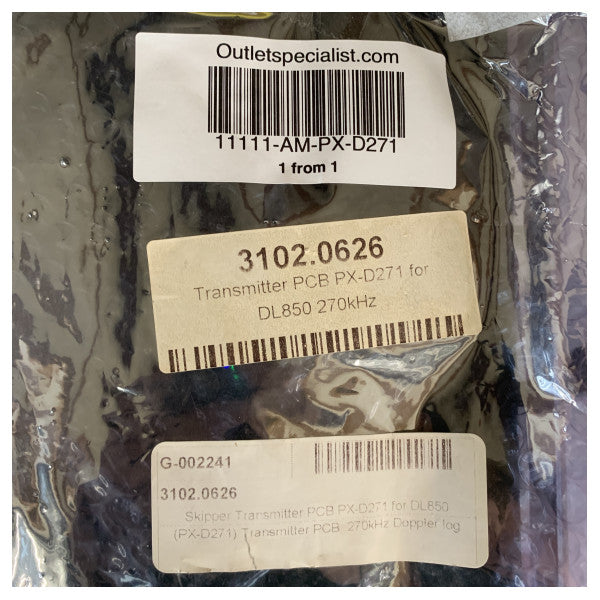 Outletspecialist.com
11111-AM-PX-D271
1 from 1
3102.0626
Transmitter PCB PX-D271 for
DL850 270kHz
G-002241
3102.0626
Skipper Transmitter PCB PX-D271 for DL850
(PX-D271) Transmitter PCB, 270kHz Doppler log